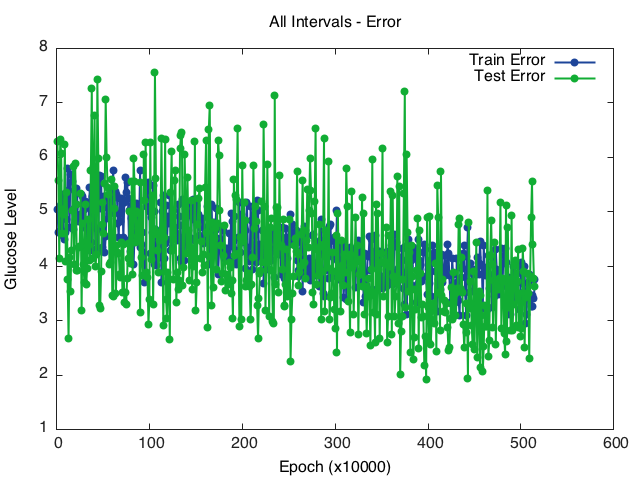 All Intervals - Error
8
7
6
5
4
3
2
1
Glucose Level
Train Error
Test Error
0 100 200 300 400 500 600
Epoch (x10000)